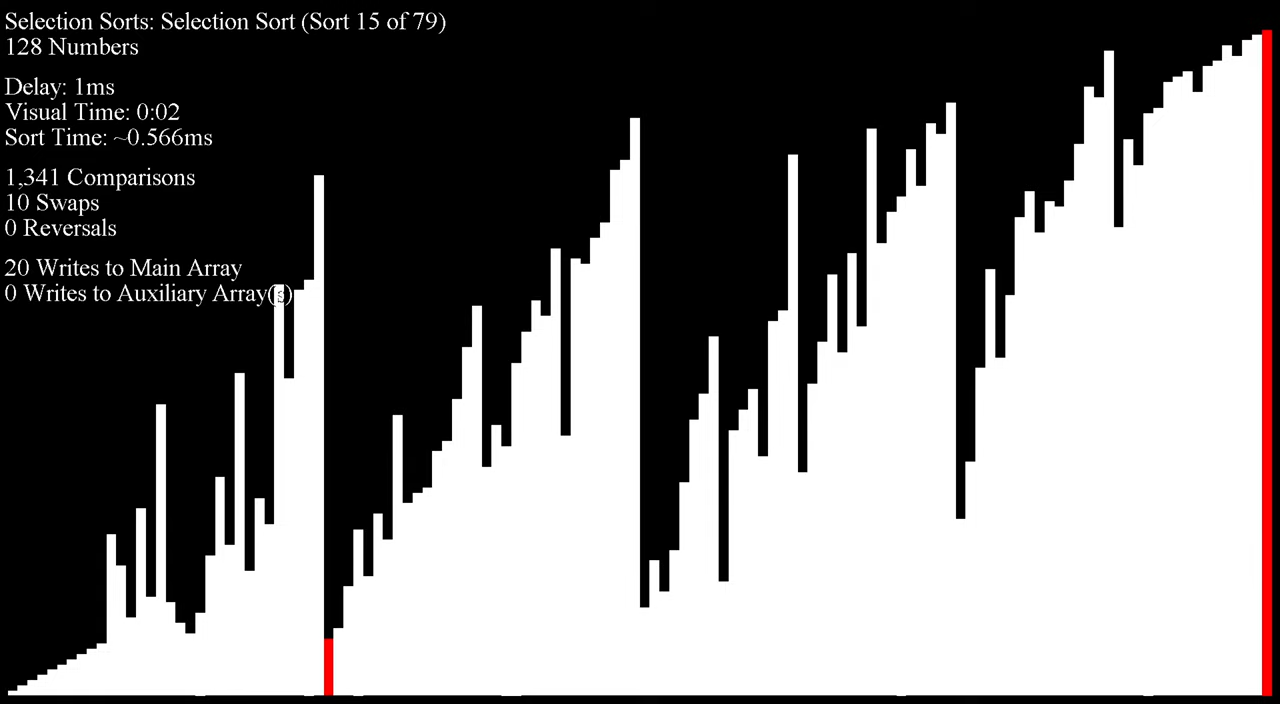 Selection Sorts: Selection Sort (Sort 15 of 79)
128 Numbers
Delay: 1ms
Visual Time: 0:02
Sort Time: ~0.566ms
1,341 Comparisons
10 Swaps
0 Reversals
20 Writes to Main Array
0 Writes to Auxiliary Array(s)